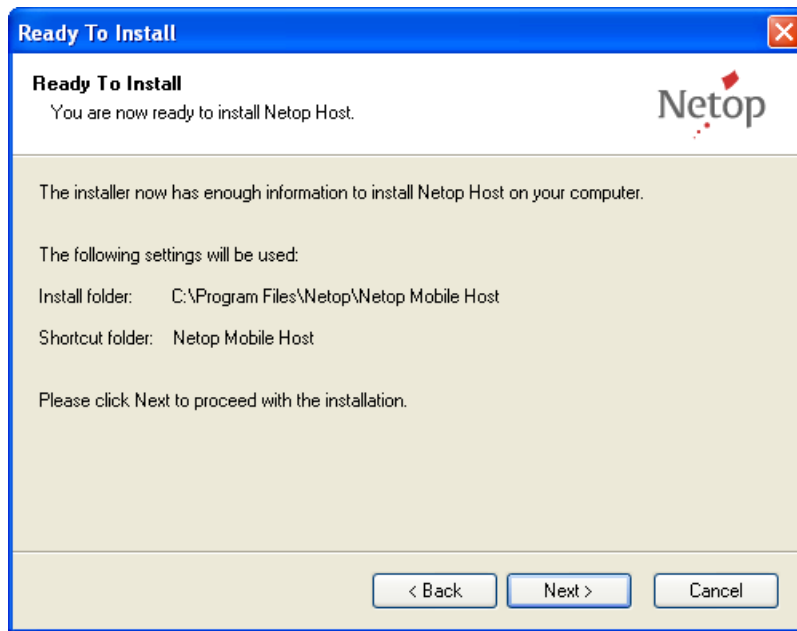 Ready To Install
Ready To Install
You are now ready to install Netop Host.
Netop
The installer now has enough information to install Netop Host on your computer.
The following settings will be used:
Install folder: C:\Program Files\Netop\Netop Mobile Host
Shortcut folder: Netop Mobile Host
Please click Next to proceed with the installation.
< Back Next > Cancel